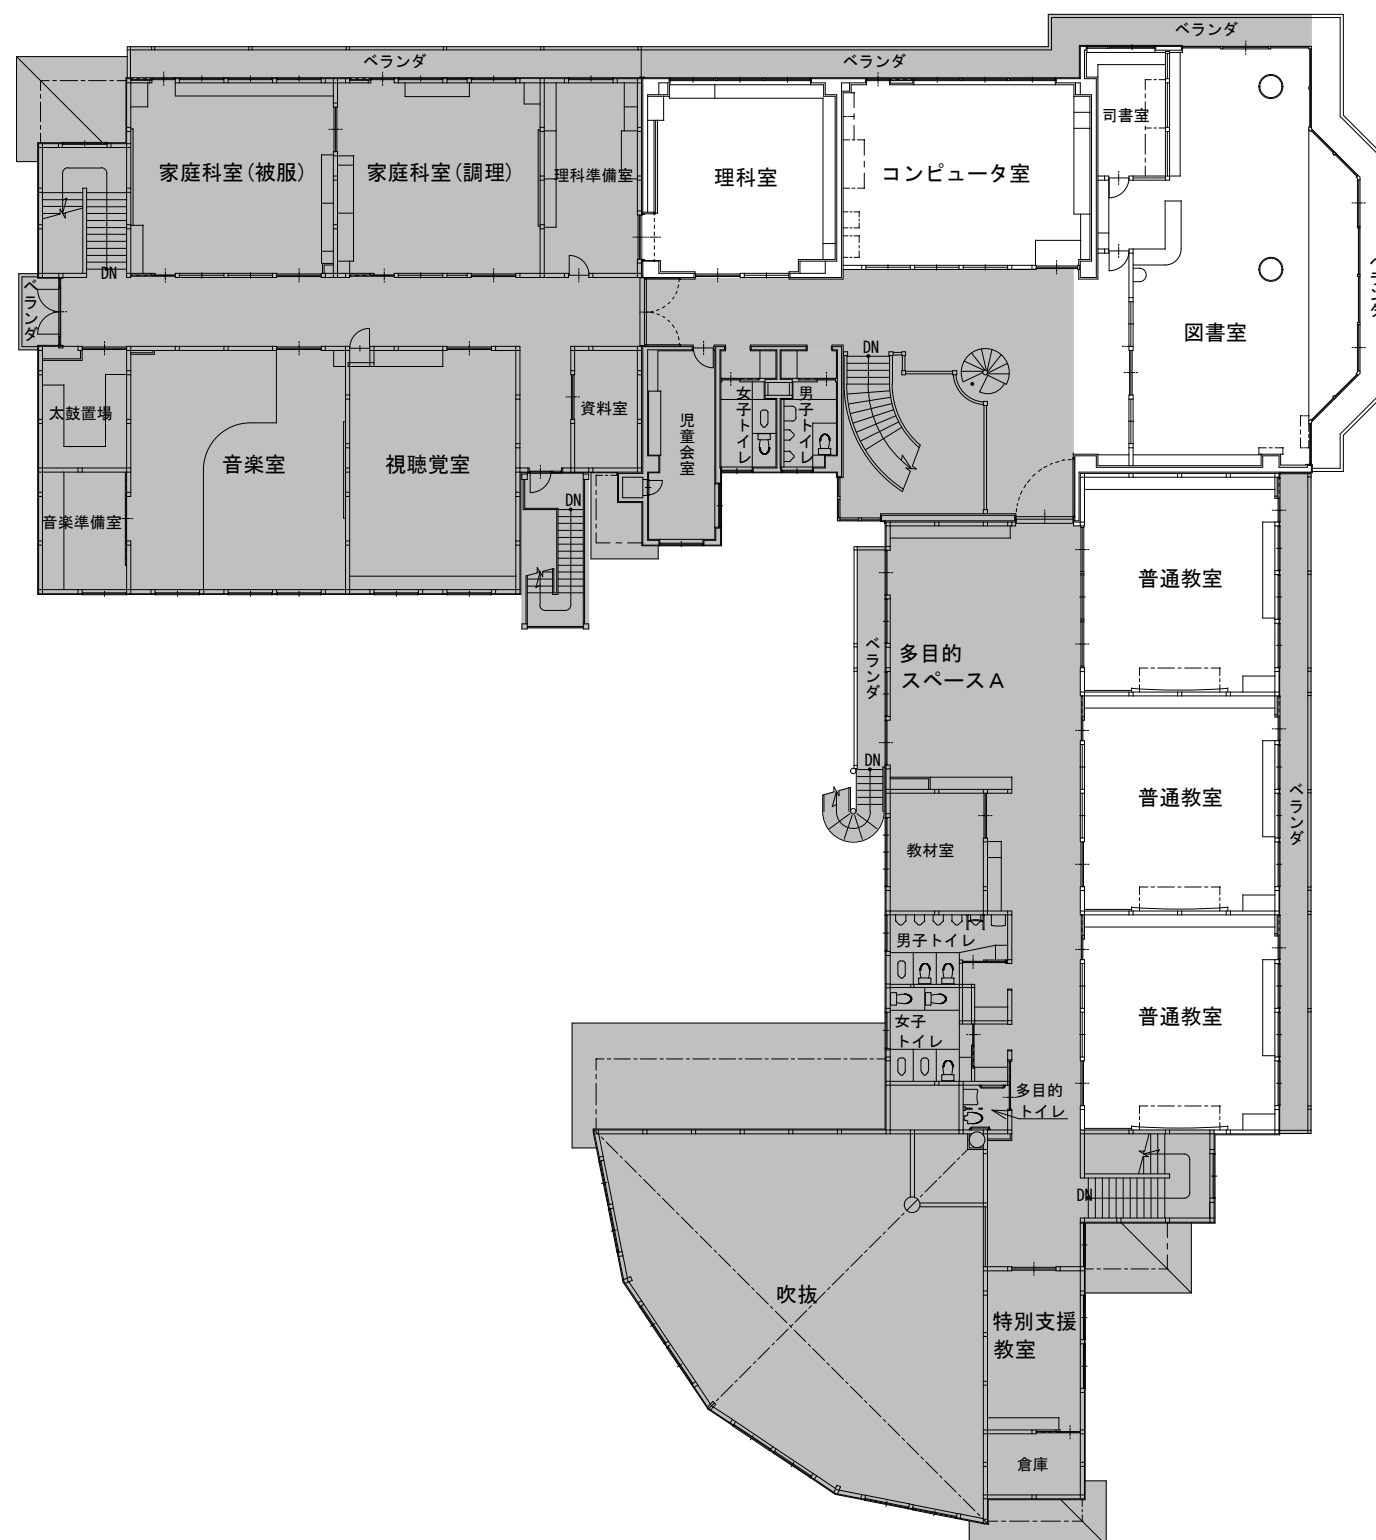 ベランダ
ベランダ
ベランダ
司書室
家庭科室(被服)
家庭科室(調理)
理科準備室
理科室
コンピュータ室
DN
ベランダ
ベランダ
図書室
DN
太鼓置場
音楽室
視聴覚室
資料室
児童会室
女子トイレ
男子トイレ
音楽準備室
DN
普通教室
ベランダ
多目的
スペースA
DN
普通教室
ベランダ
教材室
男子トイレ
女子
トイレ
普通教室
多目的
トイレ
DN
吹抜
特別支援
教室
倉庫